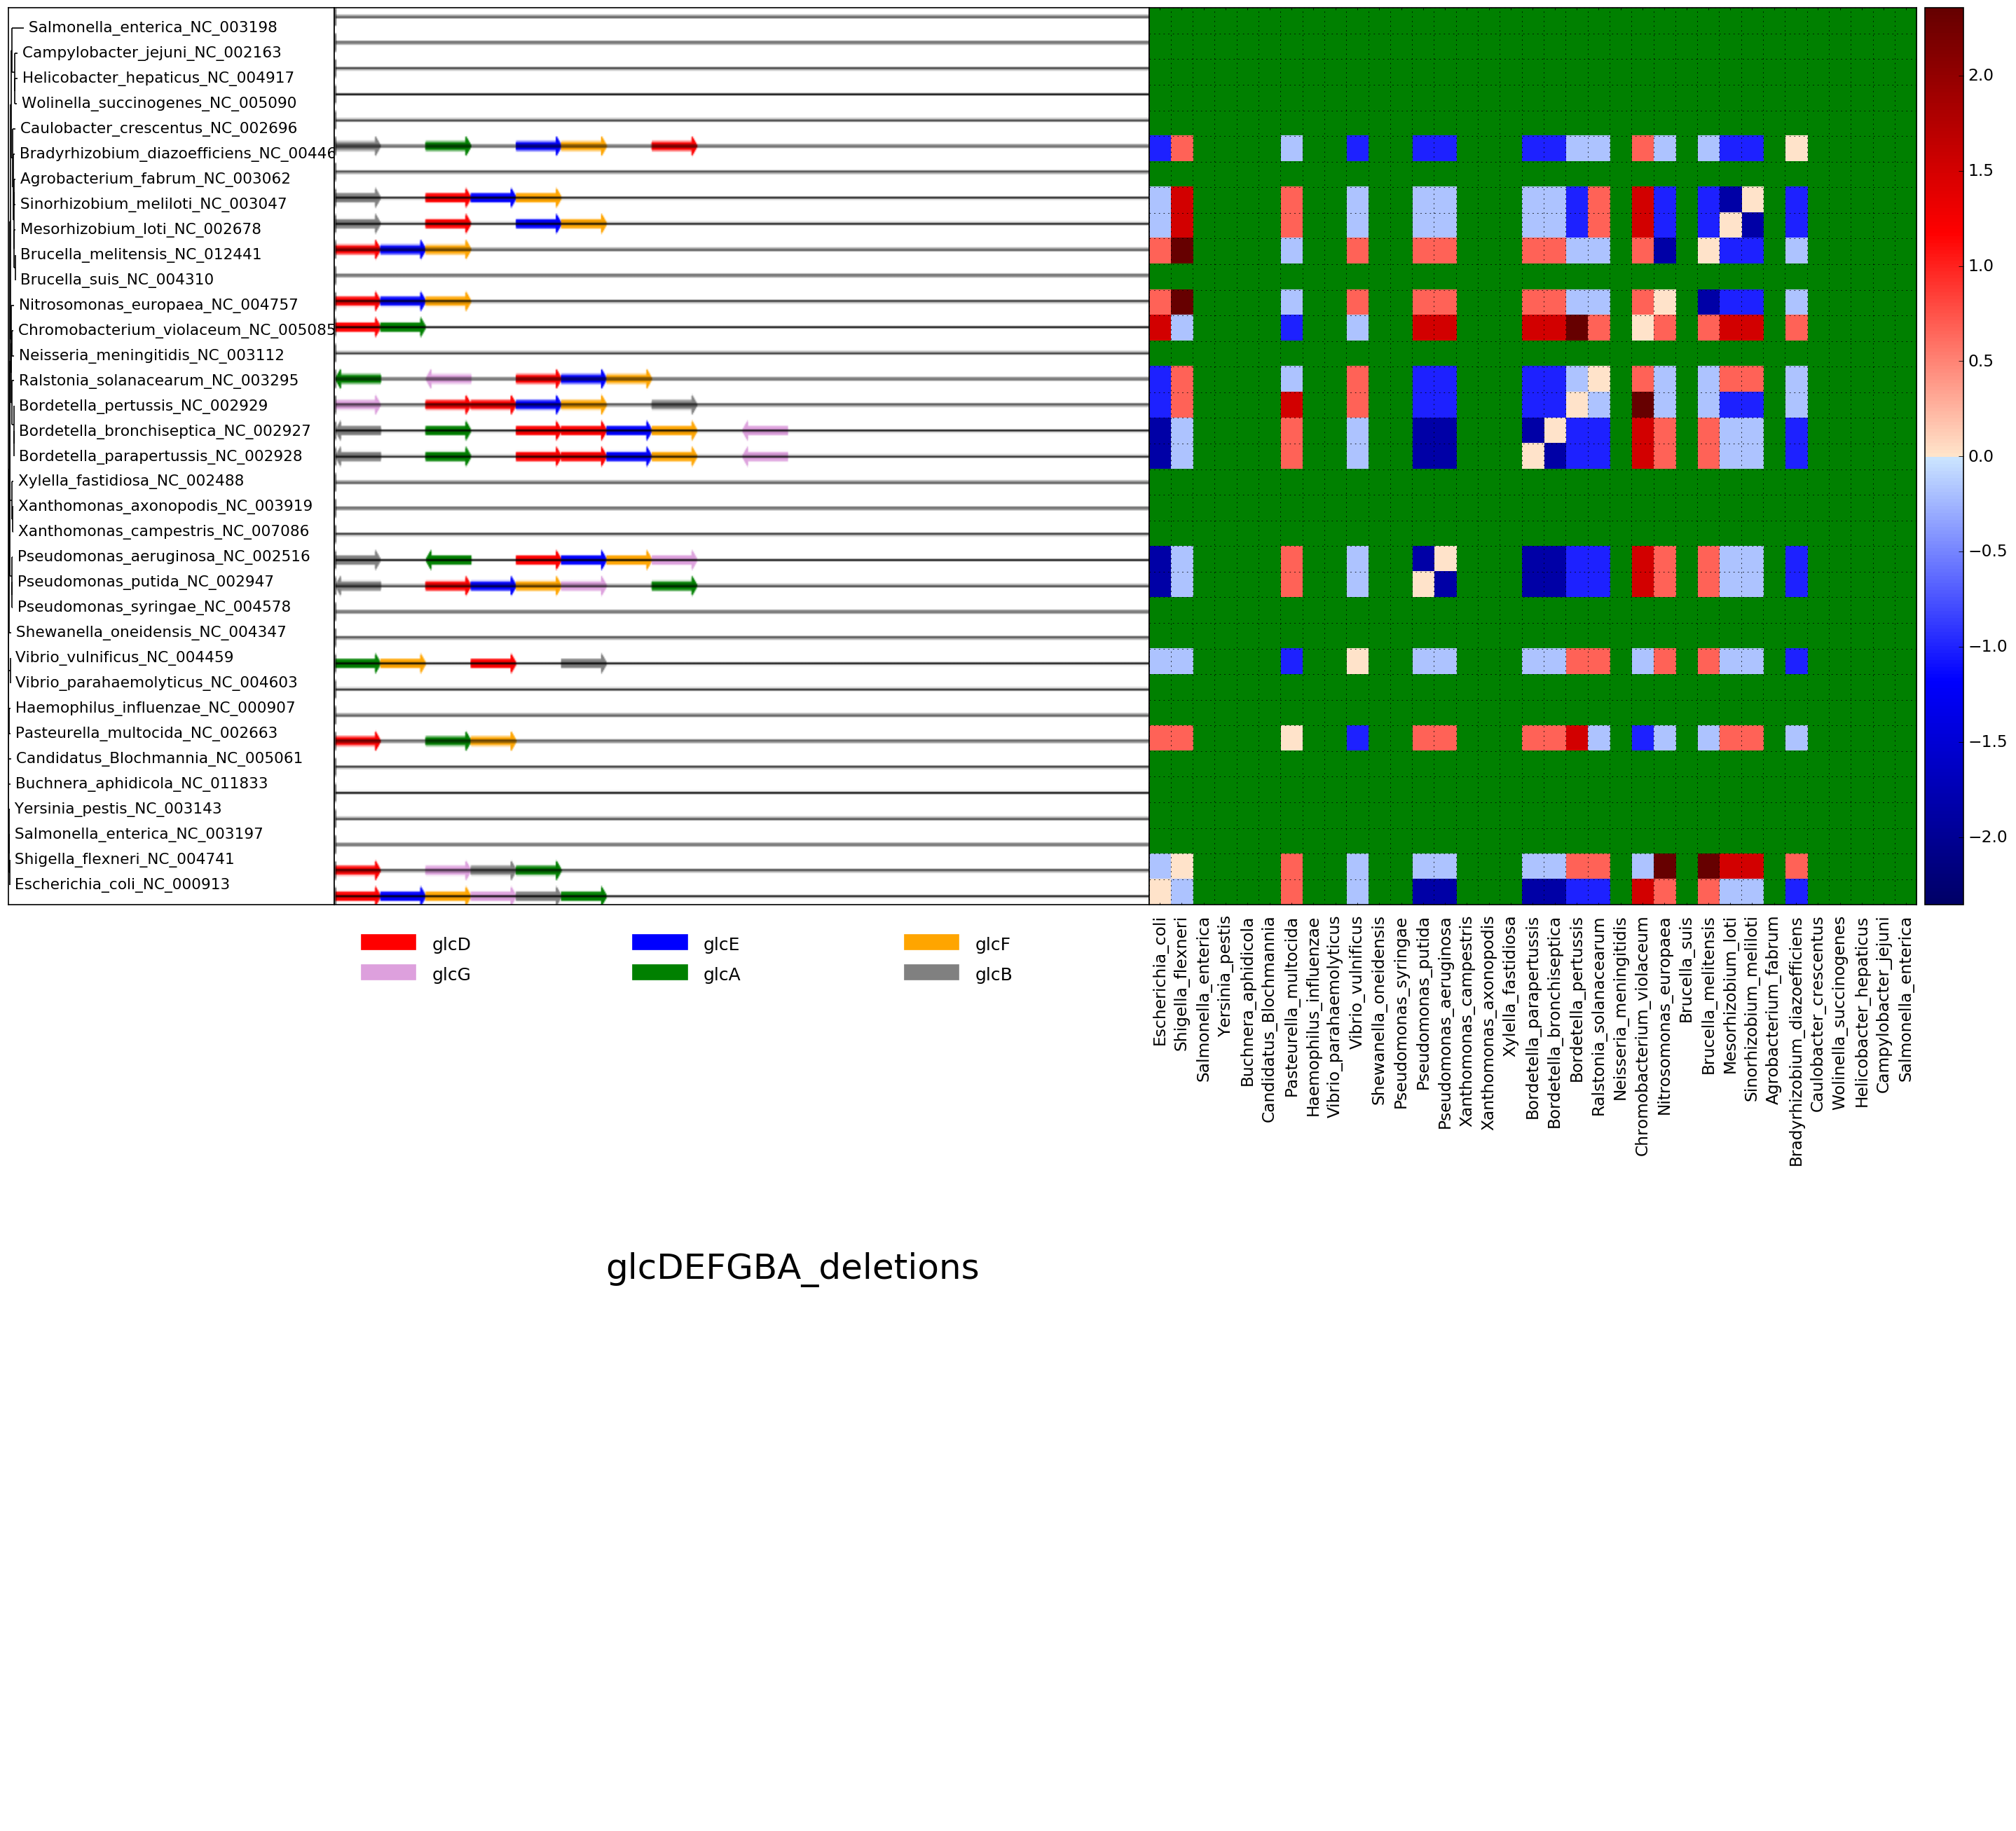 Salmonella_enterica_NC_003198
Campylobacter_jejuni_NC_002163
Helicobacter_hepaticus_NC_004917
Wolinella_succinogenes_NC_005090
Caulobacter_crescentus_NC_002696
Bradyrhizobium_diazoefficiens_NC_00446
Agrobacterium_fabrum_NC_003062
Sinorhizobium_meliloti_NC_003047
Mesorhizobium_loti_NC_002678
Brucella_melitensis_NC_012441
Brucella_suis_NC_004310
Nitrosomonas_europaea_NC_004757
Chromobacterium_violaceum_NC_005085
Neisseria_meningitidis_NC_003112
Ralstonia_solanacearum_NC_003295
Bordetella_pertussis_NC_002929
Bordetella_bronchiseptica_NC_002927
Bordetella_parapertussis_NC_002928
Xylella_fastidiosa_NC_002488
Xanthomonas_axonopodis_NC_003919
Xanthomonas_campestris_NC_007086
Pseudomonas_aeruginosa_NC_002516
Pseudomonas_putida_NC_002947
Pseudomonas_syringae_NC_004578
Shewanella_oneidensis_NC_004347
Vibrio_vulnificus_NC_004459
Vibrio_parahaemolyticus_NC_004603
Haemophilus_influenzae_NC_000907
Pasteurella_multocida_NC_002663
Candidatus_Blochmannia_NC_005061
Buchnera_aphidicola_NC_011833
Yersinia_pestis_NC_003143
Salmonella_enterica_NC_003197
Shigella_flexneri_NC_004741
Escherichia_coli_NC_000913
2.0
1.5
1.0
0.5
0.0
−0.5
−1.0
−1.5
−2.0
glcD glcE glcF
glcG glcA glcB
Escherichia_coli
Shigella_flexneri
Salmonella_enterica
Yersinia_pestis
Buchnera_aphidicola
Candidatus_Blochmannia
Pasteurella_multocida
Haemophilus_influenzae
Vibrio_parahaemolyticus
Vibrio_vulnificus
Shewanella_oneidensis
Pseudomonas_syringae
Pseudomonas_putida
Pseudomonas_aeruginosa
Xanthomonas_campestris
Xanthomonas_axonopodis
Xylella_fastidiosa
Bordetella_parapertussis
Bordetella_bronchiseptica
Bordetella_pertussis
Ralstonia_solanacearum
Neisseria_meningitidis
Chromobacterium_violaceum
Nitrosomonas_europaea
Brucella_suis
Brucella_melitensis
Mesorhizobium_loti
Sinorhizobium_meliloti
Agrobacterium_fabrum
Bradyrhizobium_diazoefficiens
Caulobacter_crescentus
Wolinella_succinogenes
Helicobacter_hepaticus
Campylobacter_jejuni
Salmonella_enterica
glcDEFGBA_deletions